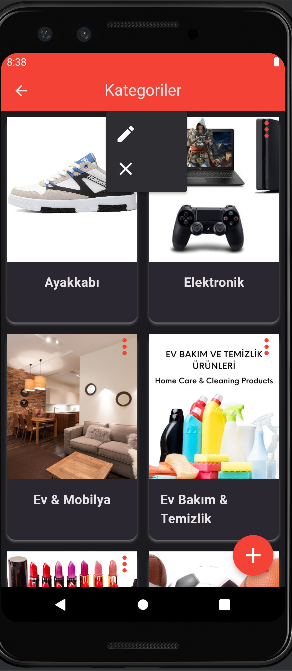 8:38
Kategoriler
Ayakkabı
Elektronik
EV BAKIM VE TEMİZLİK
ÜRÜNLERİ
Home Care & Cleaning Products
Ev & Mobilya
Ev Bakım &
Temizlik